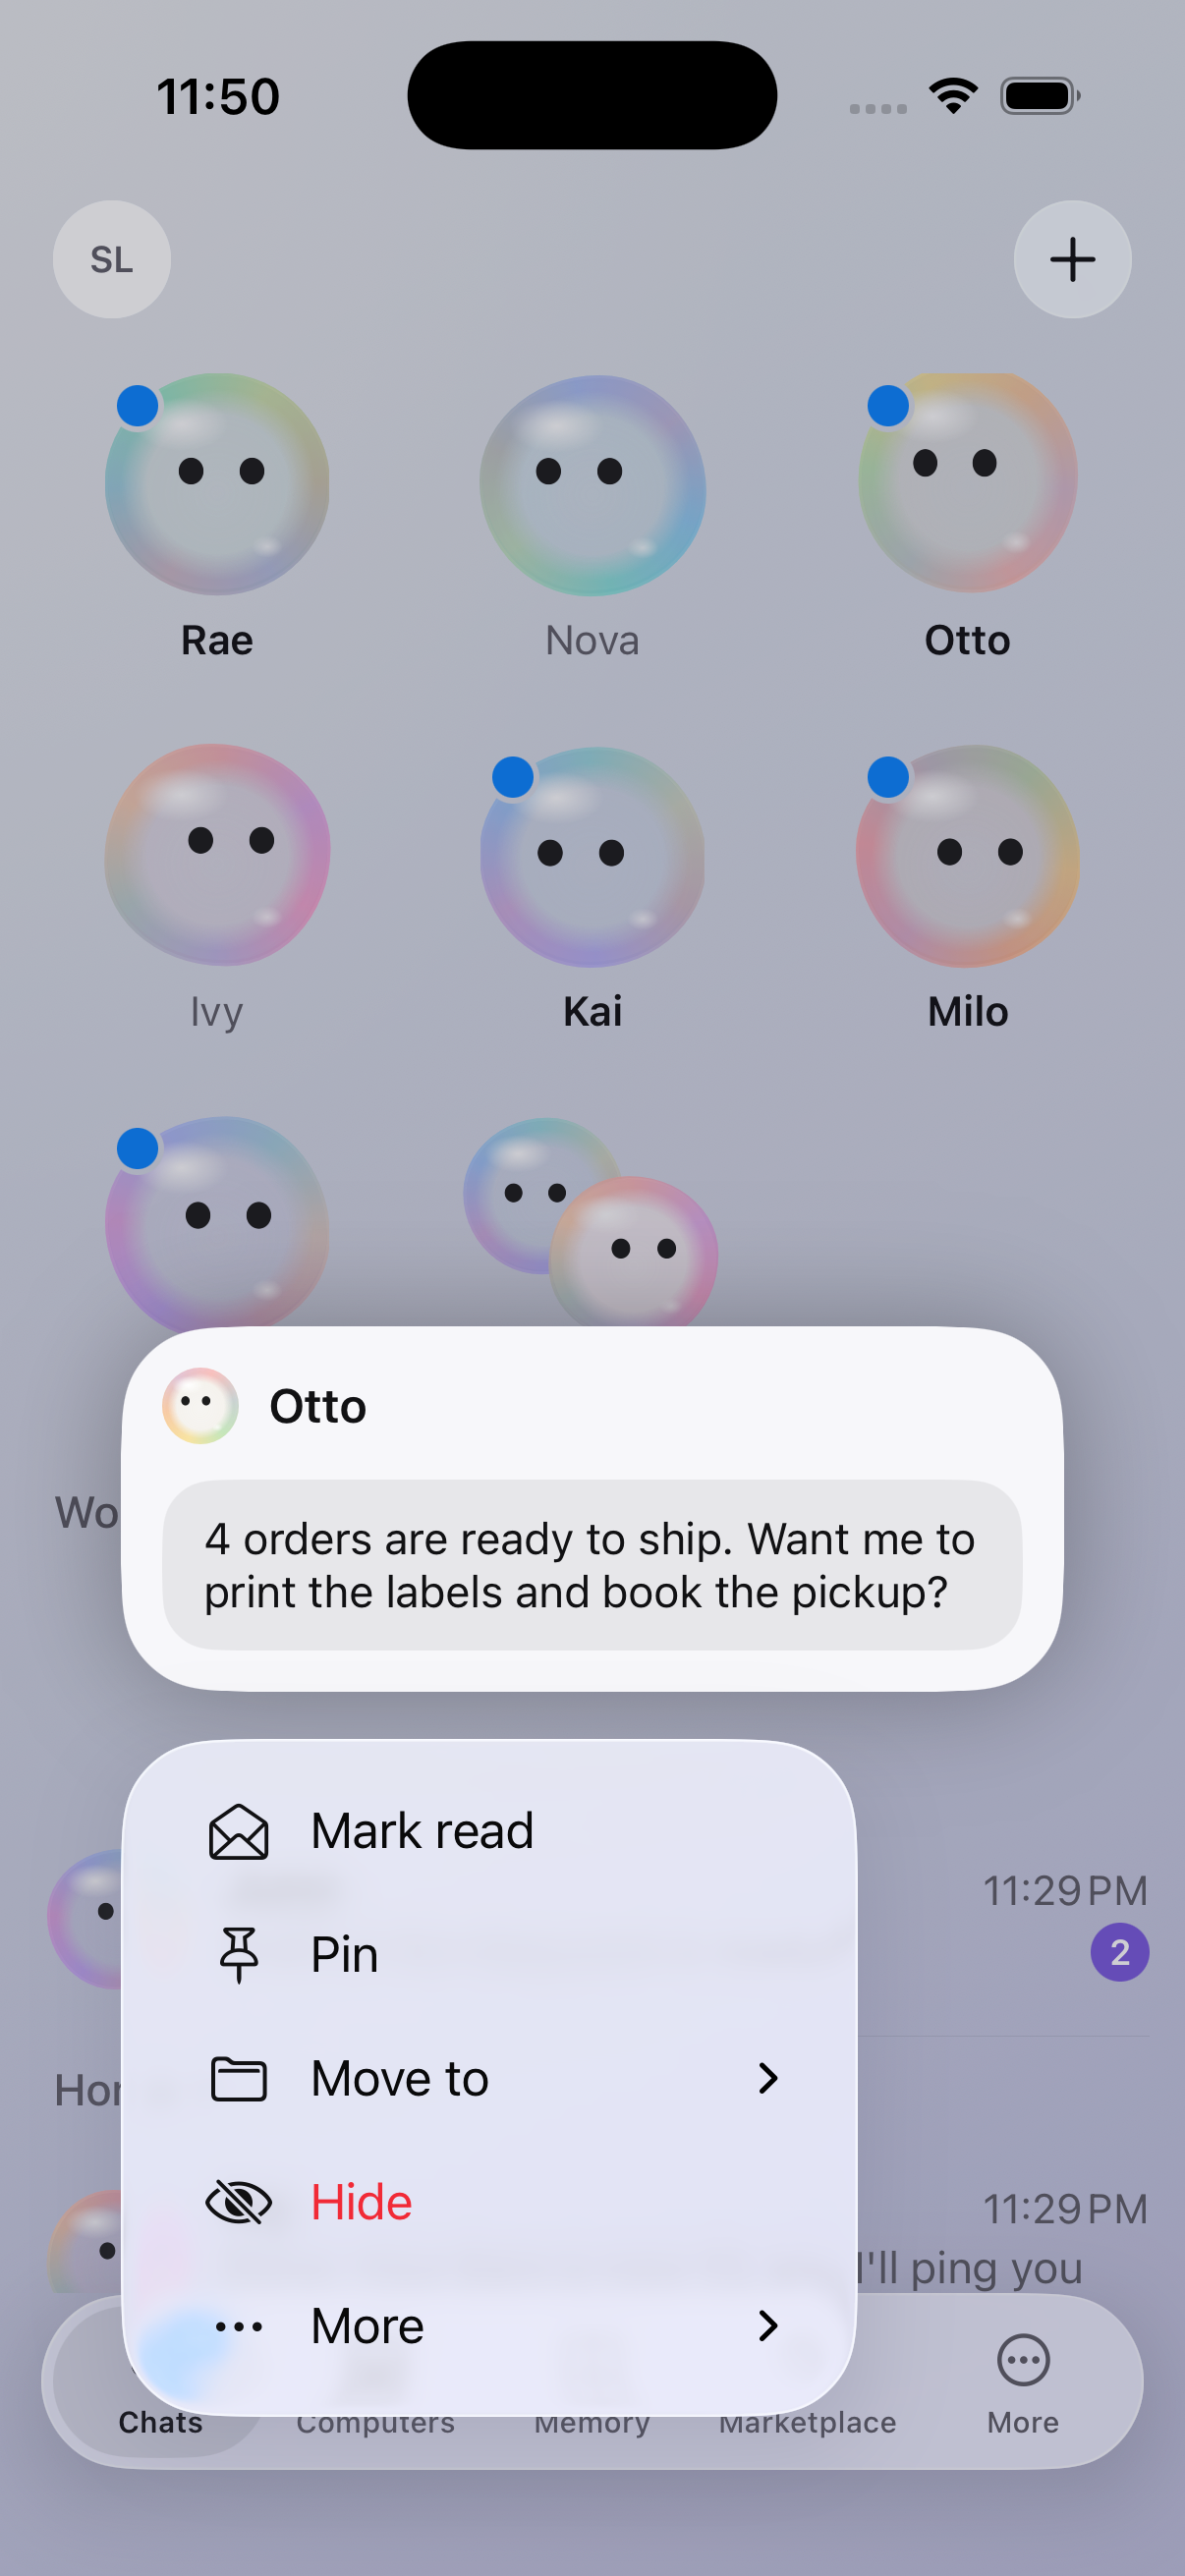 11:50
SL
Rae
Nova
Otto
Ivy
Kai
Milo
Otto
Wo
4 orders are ready to ship. Want me to
print the labels and book the pickup?
Mark read
11:29 PM
2
Pin
Move to
Hor
Hide
11:29 PM
I'll ping you
More
Chats
Computers
Memory
Marketplace
More